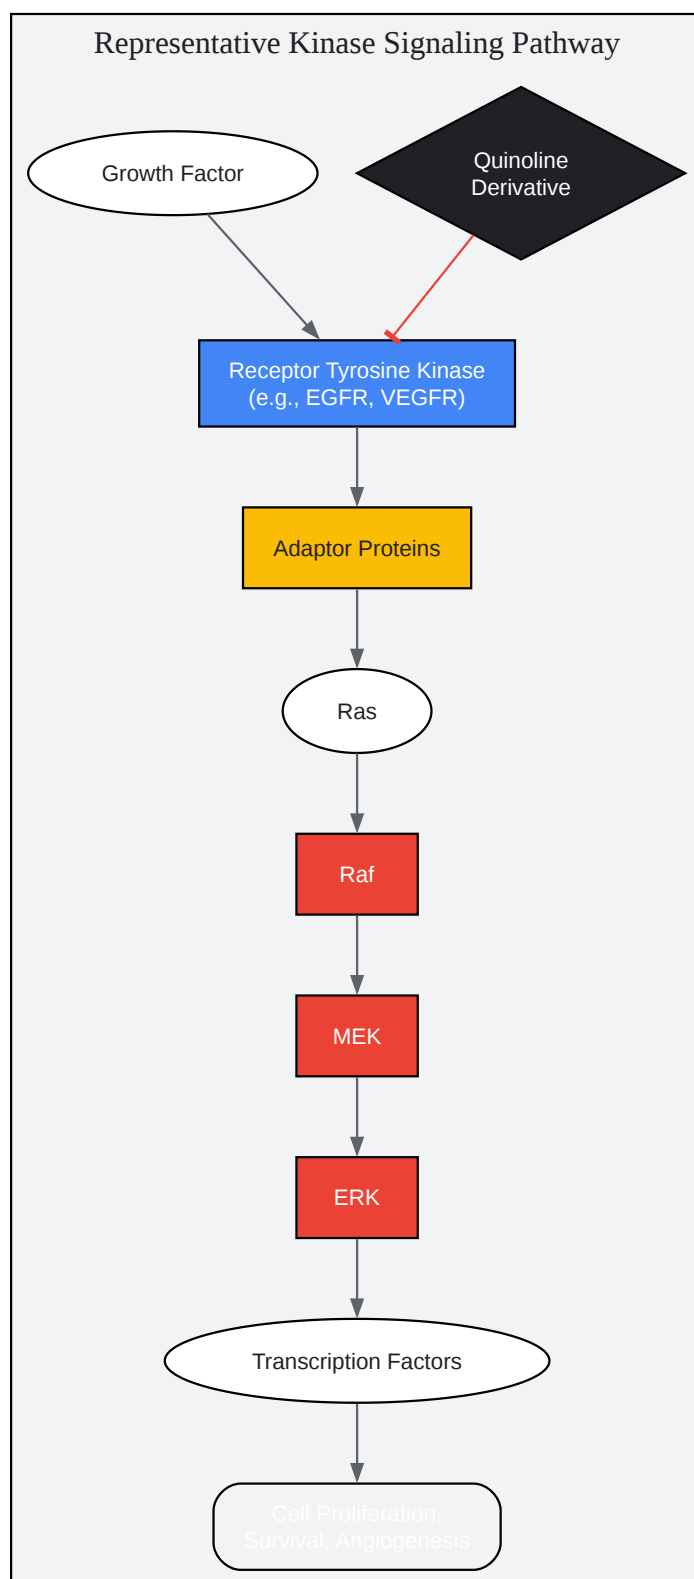 Representative Kinase Signaling Pathway
Growth Factor
Quinoline
Derivative
Receptor Tyrosine Kinase
(e.g., EGFR, VEGFR)
Adaptor Proteins
Ras
Raf
MEK
ERK
Transcription Factors
Cell Proliferation,
Survival, Angiogenesis